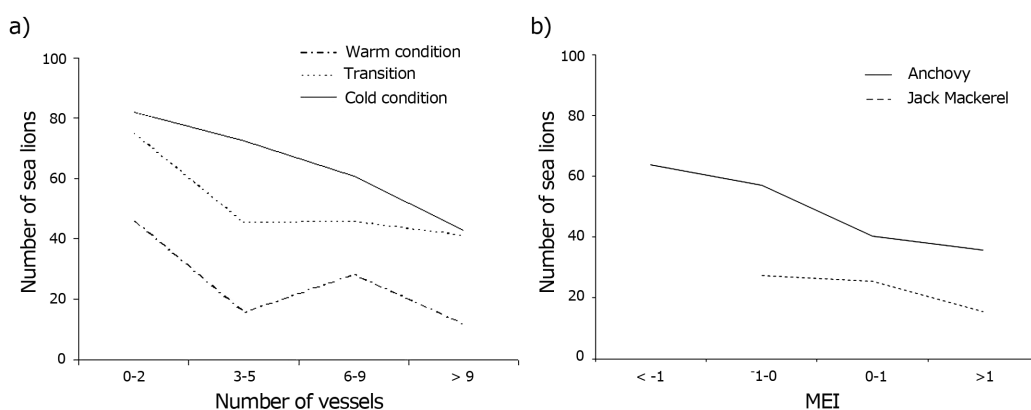 a)
Warm condition
Transition
Cold condition
100
80
60
40
20
0
Number of sea lions
0-2
3-5
6-9
> 9
Number of vessels
b)
Anchovy
Jack Mackerel
100
80
60
40
20
0
Number of sea lions
< -1
-1-0
0-1
>1
MEI